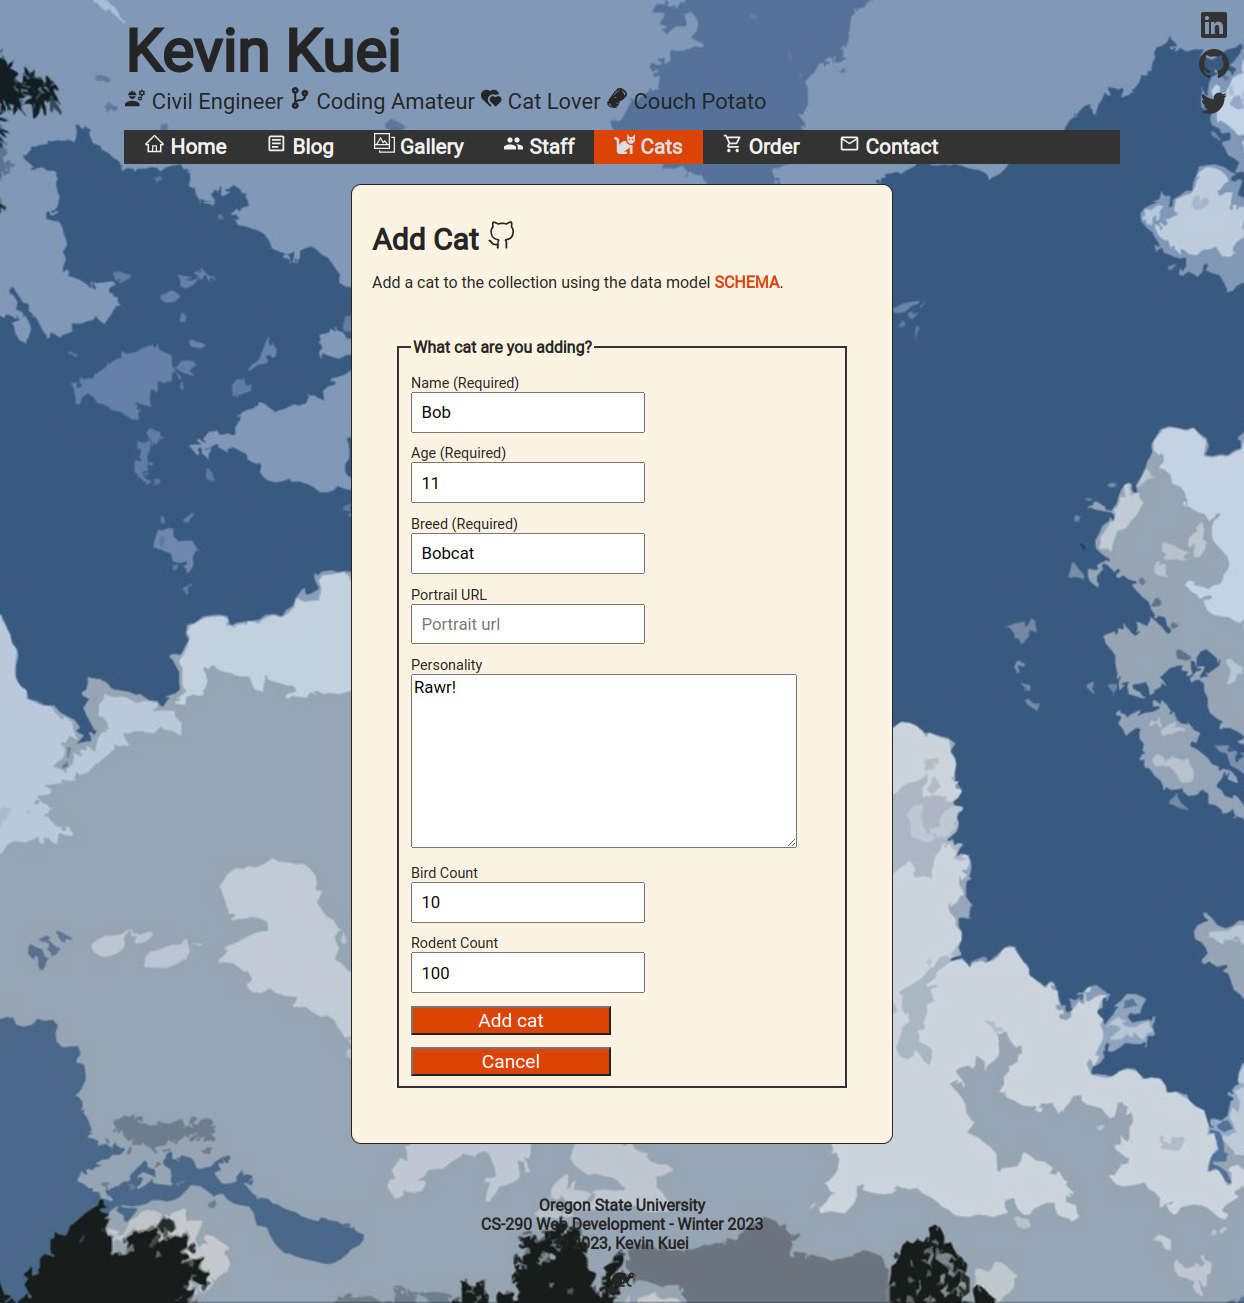 Kevin Kuei
Civil Engineer Coding Amateur Cat Lover Couch Potato
Home Blog Gallery Staff Cats Order Contact
Add Cat
Add a cat to the collection using the data model SCHEMA.
What cat are you adding?
Name (Required)
Bob
Age (Required)
11
Breed (Required)
Bobcat
Portrail URL
Portrait url
Personality
Rawr!
Bird Count
10
Rodent Count
100
Add cat
Cancel
Oregon State University
CS-290 Web Development - Winter 2023
2023, Kevin Kuei